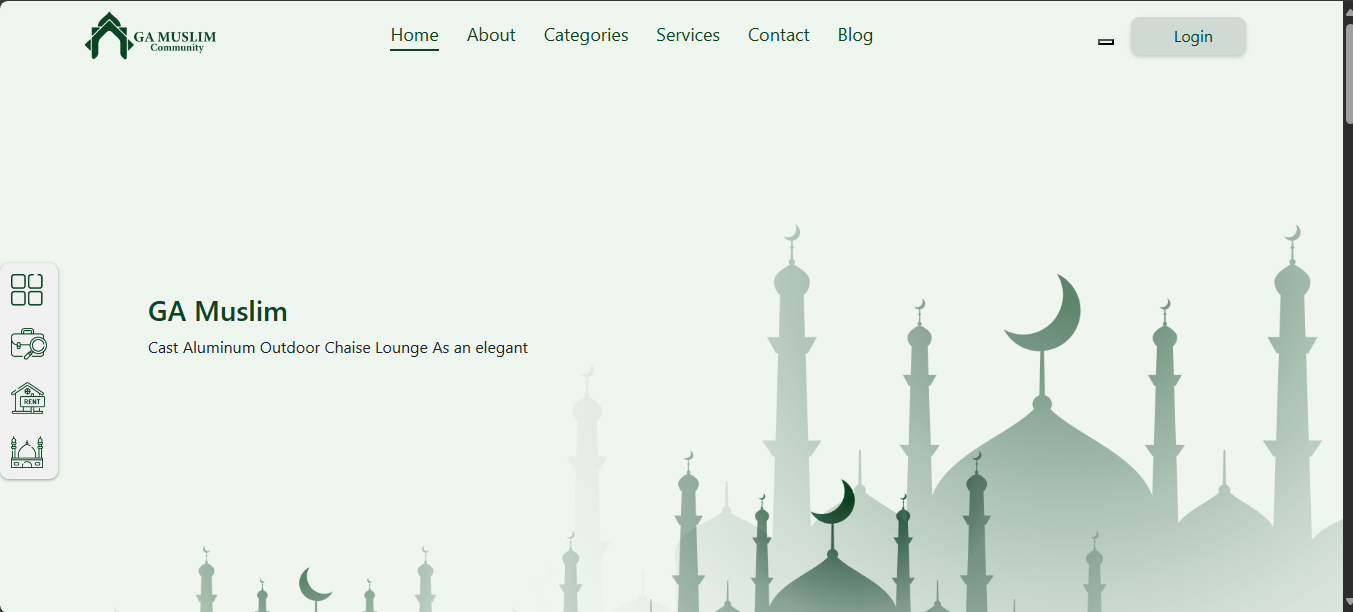 GA MUSLIM
Community
Home About Categories Services Contact Blog
Login
GA Muslim
Cast Aluminum Outdoor Chaise Lounge As an elegant
RENT